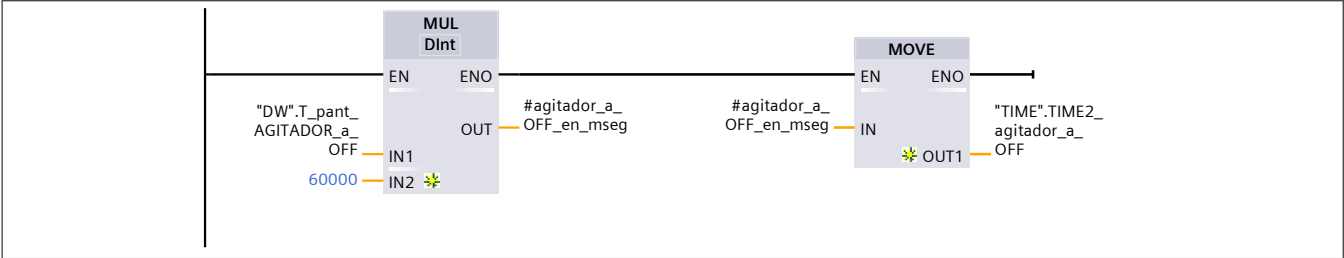 MUL
DInt
EN ENO
"DW".T_pant_
AGITADOR_a_
OFF
IN1
60000
IN2
OUT
#agitador_a_
OFF_en_mseg
MOVE
EN ENO
#agitador_a_
OFF_en_mseg
IN
OUT1
"TIME".TIME2_
agitador_a_
OFF